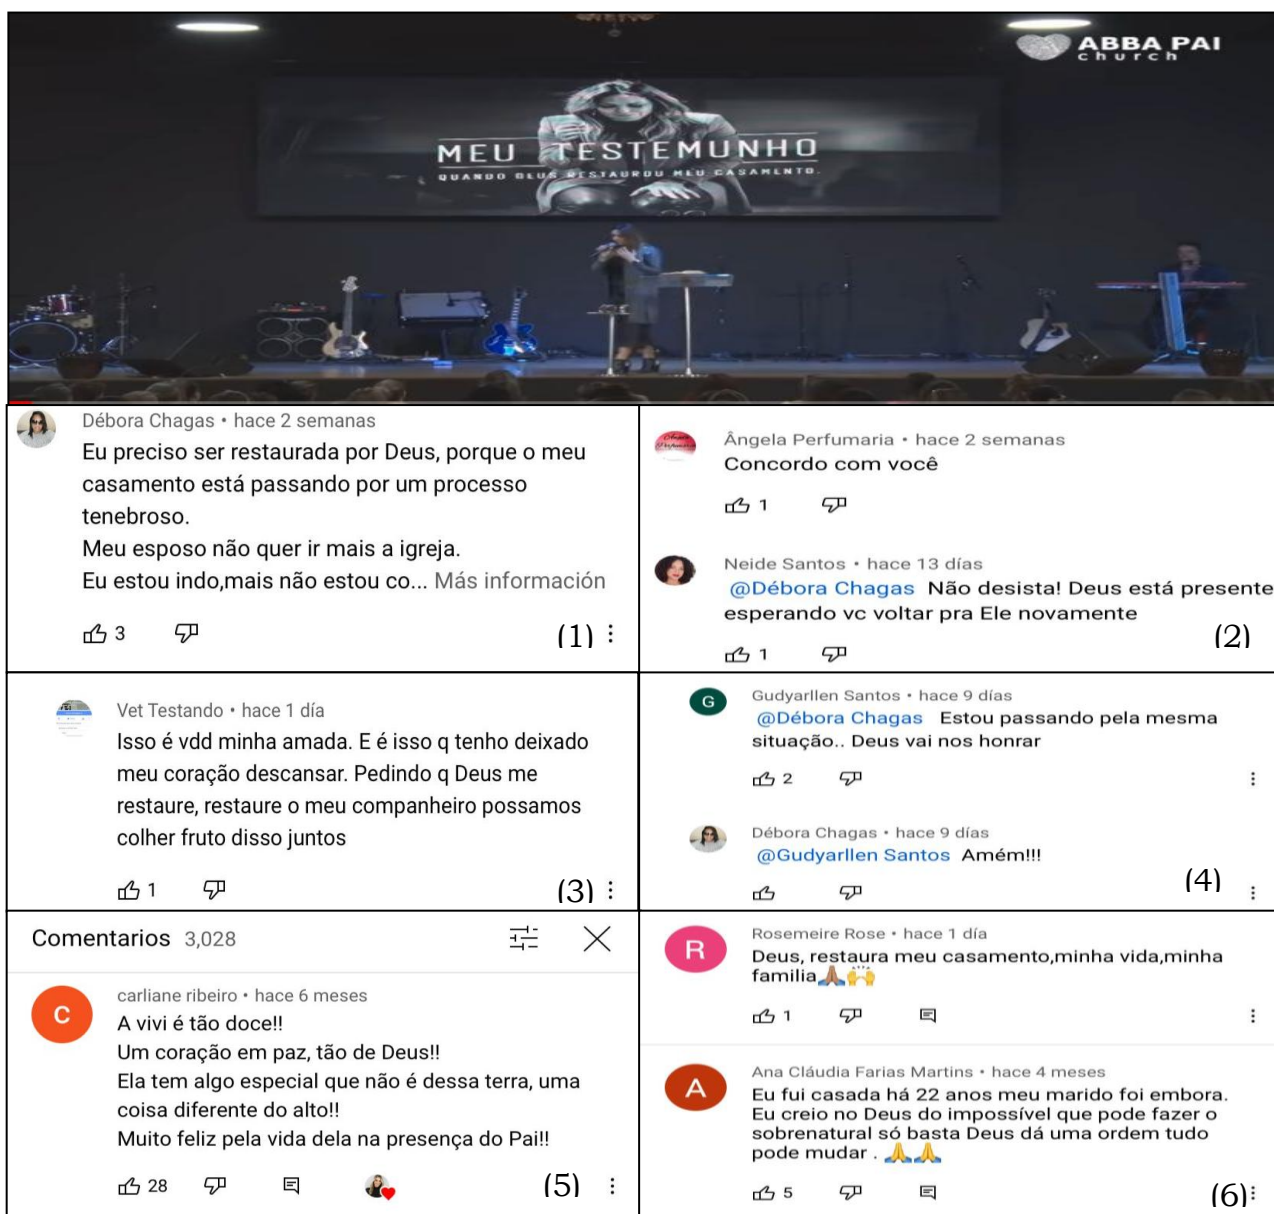 ABBA PAI
church
MEU TESTEMUNHO
QUANDO DEUS RESTAUROU MEU CASAMENTO.
Débora Chagas • hace 2 semanas
Eu preciso ser restaurada por Deus, porque o meu
casamento está passando por um processo
tenebroso.
Meu esposo não quer ir mais a igreja.
Eu estou indo,mais não estou co... Más información
3
(1)
Ângela Perfumaria • hace 2 semanas
Concordo com você
1
Neide Santos • hace 13 días
@Débora Chagas Não desista! Deus está presente
esperando vc voltar pra Ele novamente
1
(2)
Vet Testando • hace 1 día
Isso é vdd minha amada. E é isso q tenho deixado
meu coração descansar. Pedindo q Deus me
restaure, restaure o meu companheiro possamos
colher fruto disso juntos
1
(3)
G
Gudyarllen Santos • hace 9 días
@Débora Chagas Estou passando pela mesma
situação.. Deus vai nos honrar
2
Débora Chagas • hace 9 días
@Gudyarllen Santos Amém!!!
(4)
Comentarios 3,028
C
carliane ribeiro • hace 6 meses
A vivi é tão doce!!
Um coração em paz, tão de Deus!!
Ela tem algo especial que não é dessa terra, uma
coisa diferente do alto!!
Muito feliz pela vida dela na presença do Pai!!
28
(5)
R
Rosemeire Rose • hace 1 día
Deus, restaura meu casamento,minha vida,minha
familia🙏🏽🙌
1
A
Ana Cláudia Farias Martins • hace 4 meses
Eu fui casada há 22 anos meu marido foi embora.
Eu creio no Deus do impossível que pode fazer o
sobrenatural só basta Deus dá uma ordem tudo
pode mudar . 🙏🙏
5
(6)